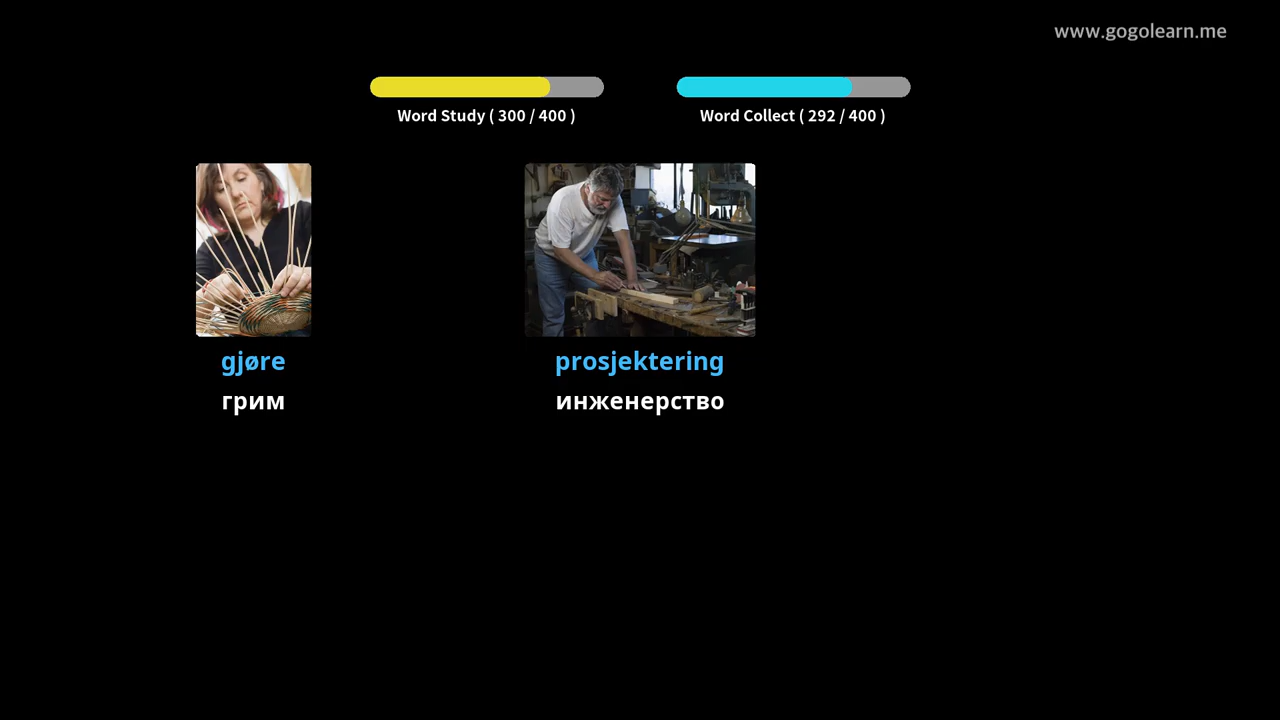 www.gogolearn.me
Word Study ( 300 / 400 )
Word Collect ( 292 / 400 )
gjøre
prosjektering
грим
инженерство